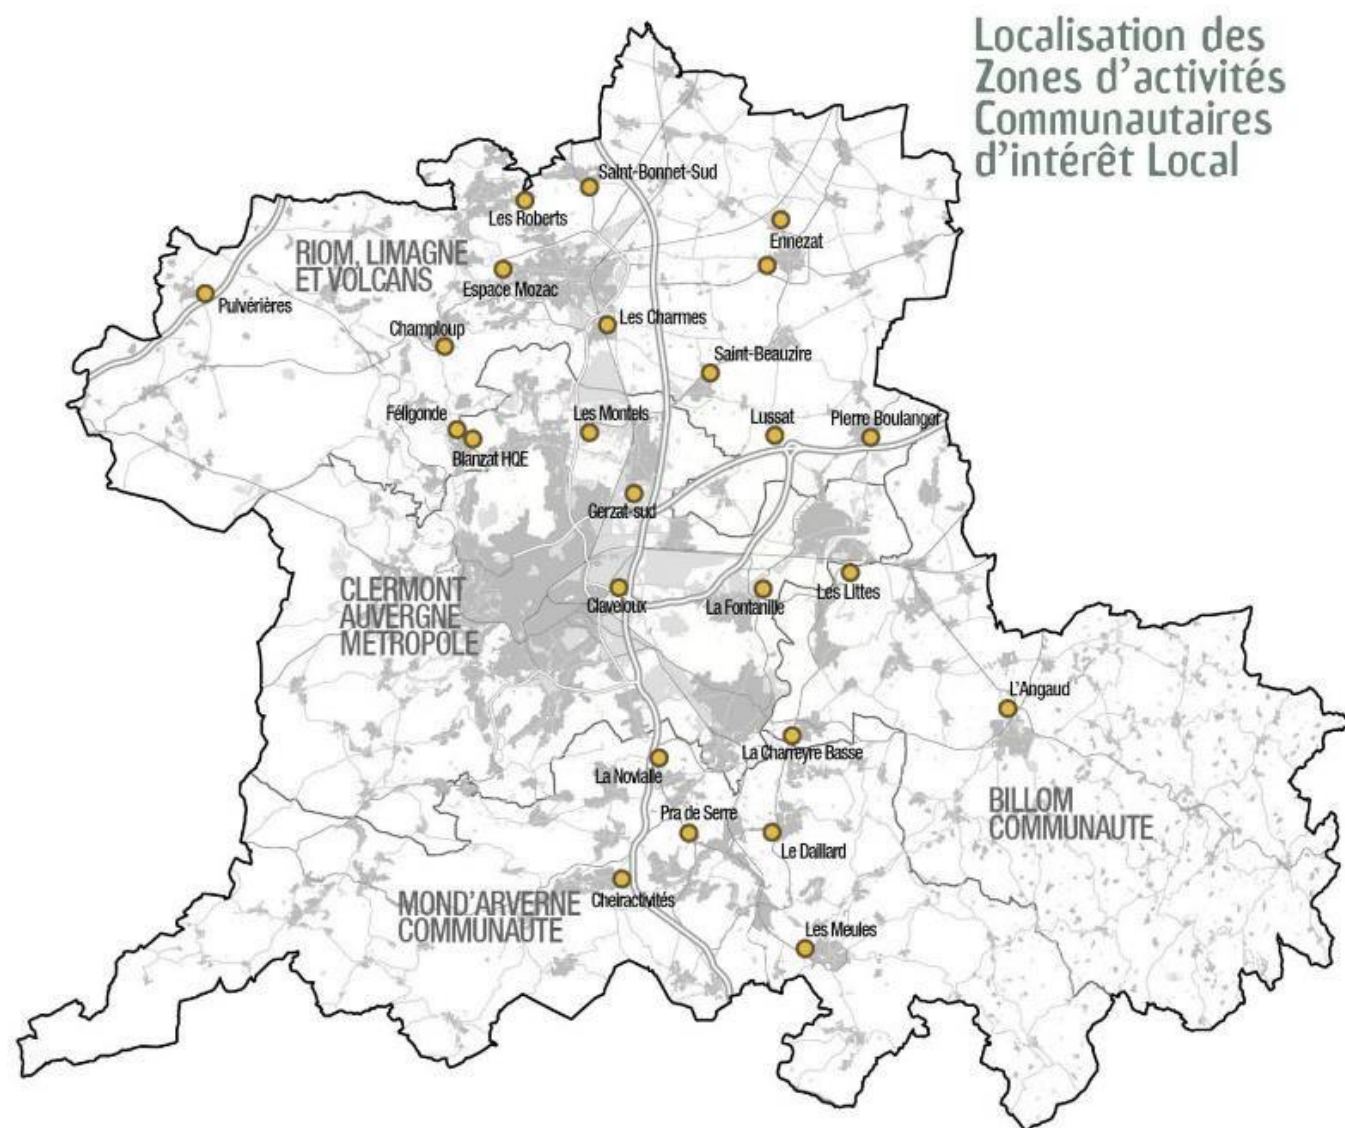 Localisation des
Zones d'activités
Communautaires
d'intérêt Local
Saint-Bonnet-Sud
Les Roberts
Ennezat
RIOM, LIMAGNE
ET VOLCANS
Espace Mozac
Pulvérières
Les Charmes
Champloup
Saint-Beauzire
Féligonde
Les Montels
Lussat
Pierre Boulanger
Blanzat HQE
Gerzat-sud
CLERMONT
AUVERGNE
METROPOLE
Claveloux
La Fontanille
Les Littes
L'Angaud
La Charreyre Basse
La Novialle
BILLOM
COMMUNAUTE
Pra de Serre
Le Daillard
Cheiractivités
MOND'ARVERNE
COMMUNAUTE
Les Meules